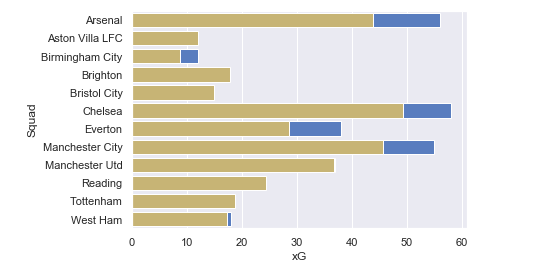 Arsenal
Aston Villa LFC
Birmingham City
Brighton
Bristol City
Chelsea
Everton
Manchester City
Manchester Utd
Reading
Tottenham
West Ham
Squad
0 10 20 30 40 50 60
xG